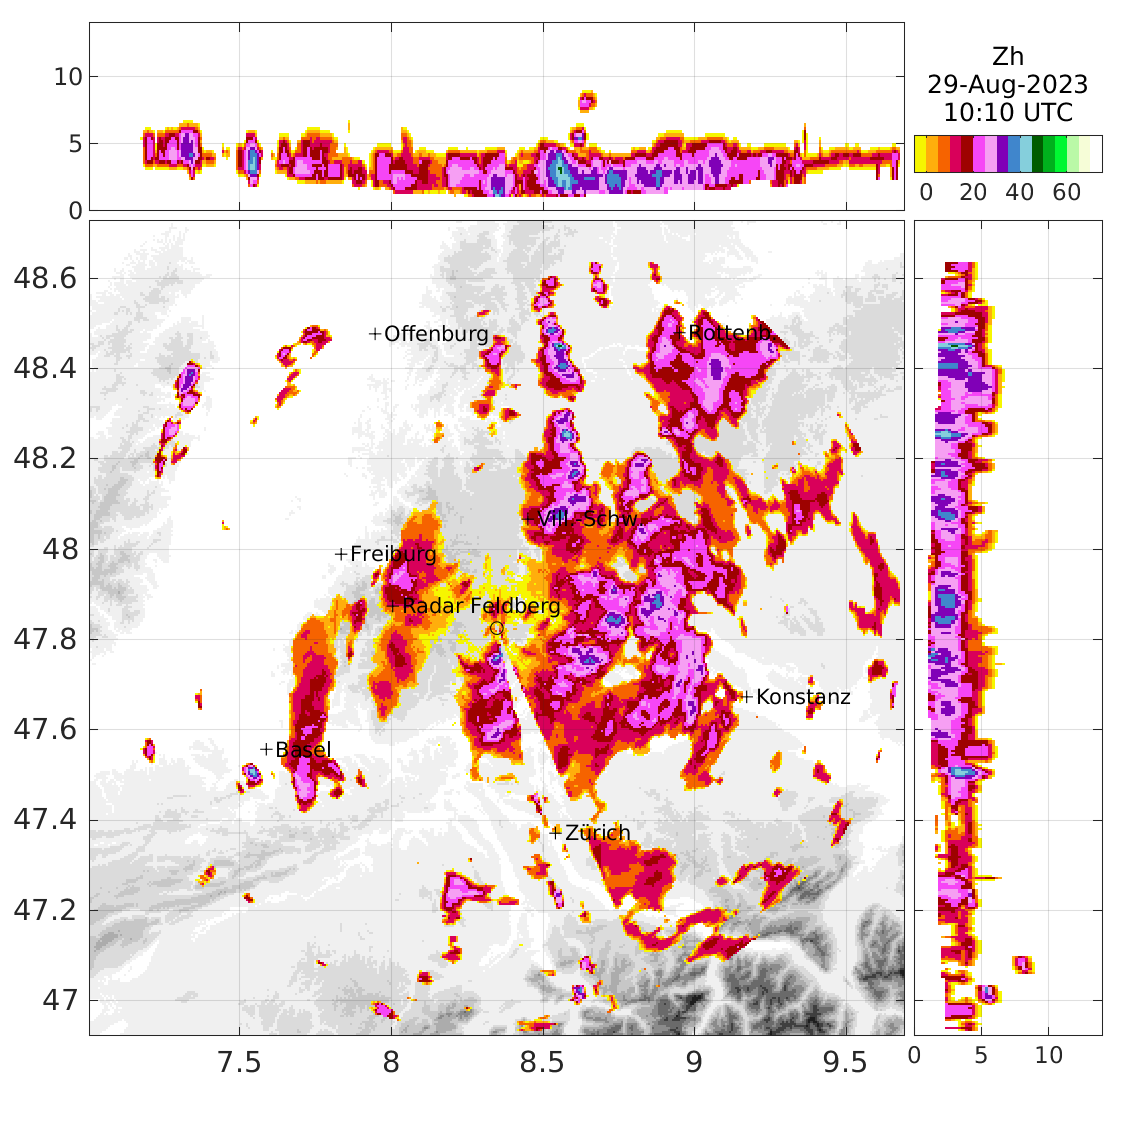 Zh
29-Aug-2023
10:10 UTC
0 20 40 60
10
5
0
48.6
48.4
48.2
48
47.8
47.6
47.4
47.2
47
+Offenburg
+Rottenb.
+Vill.-Schw.
+Freiburg
+Radar Feldberg
+Konstanz
+Basel
+Zürich
7.5 8 8.5 9 9.5
0 5 10